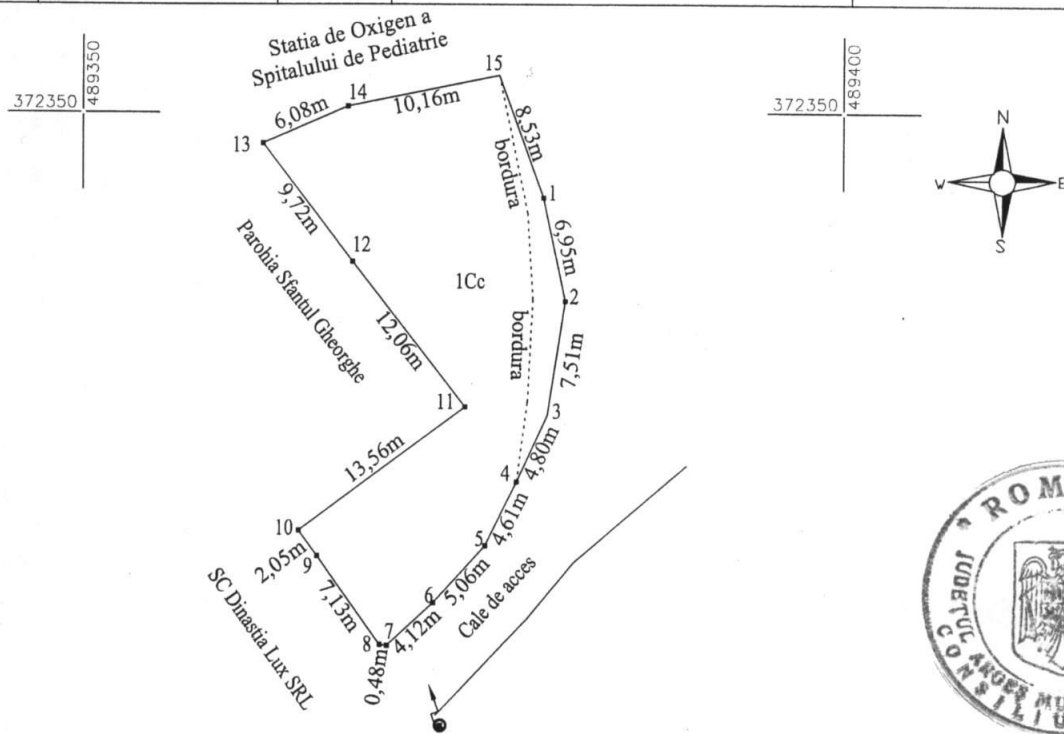 Statia de Oxigen a
Spitalului de Pediatrie
15
489350
489400
372350
372350
14
6,08m
10,16m
13
8,53m
N
W
E
S
bordura
1
9,72m
6,95m
12
Parohia Sfantul Gheorghe
1Cc
2
12,06m
bordura
7,51m
11
3
13,56m
4,80m
4
4,61m
10
5
2,05m
9
5,06m
7,13m
SC Dinastia Lux SRL
6
Cale de acces
7
4,12m
8
0,48m
* ROM
JUDETUL ARGES MU
CONSILIU